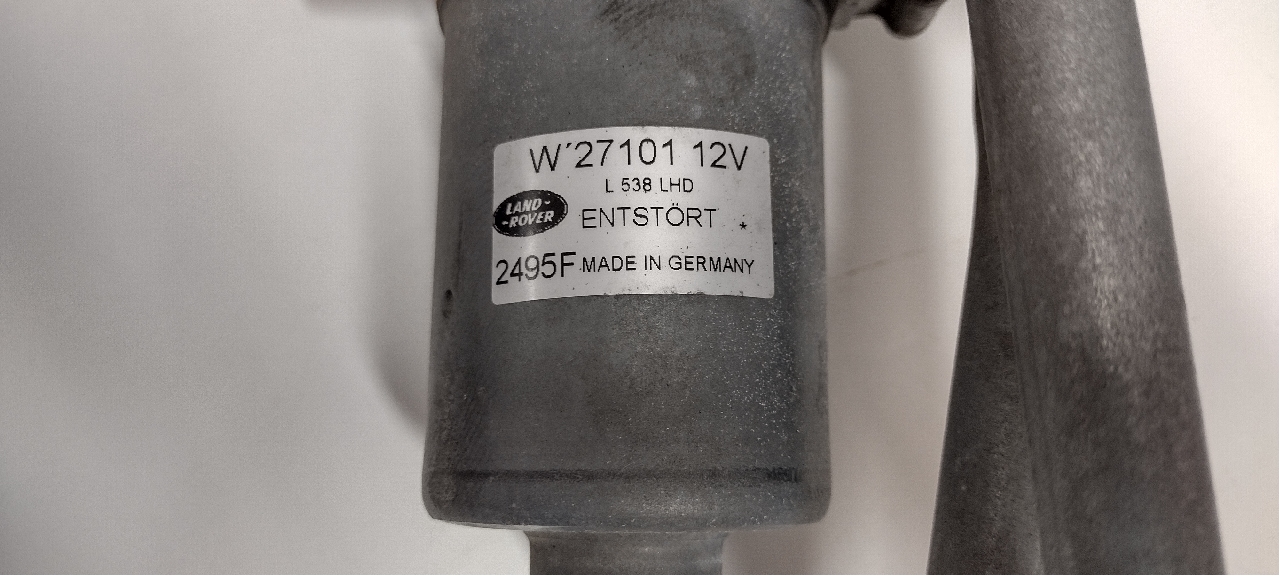 W´27101 12V
L 538 LHD
LAND-
-ROVER
ENTSTÖRT *
2495F MADE IN GERMANY